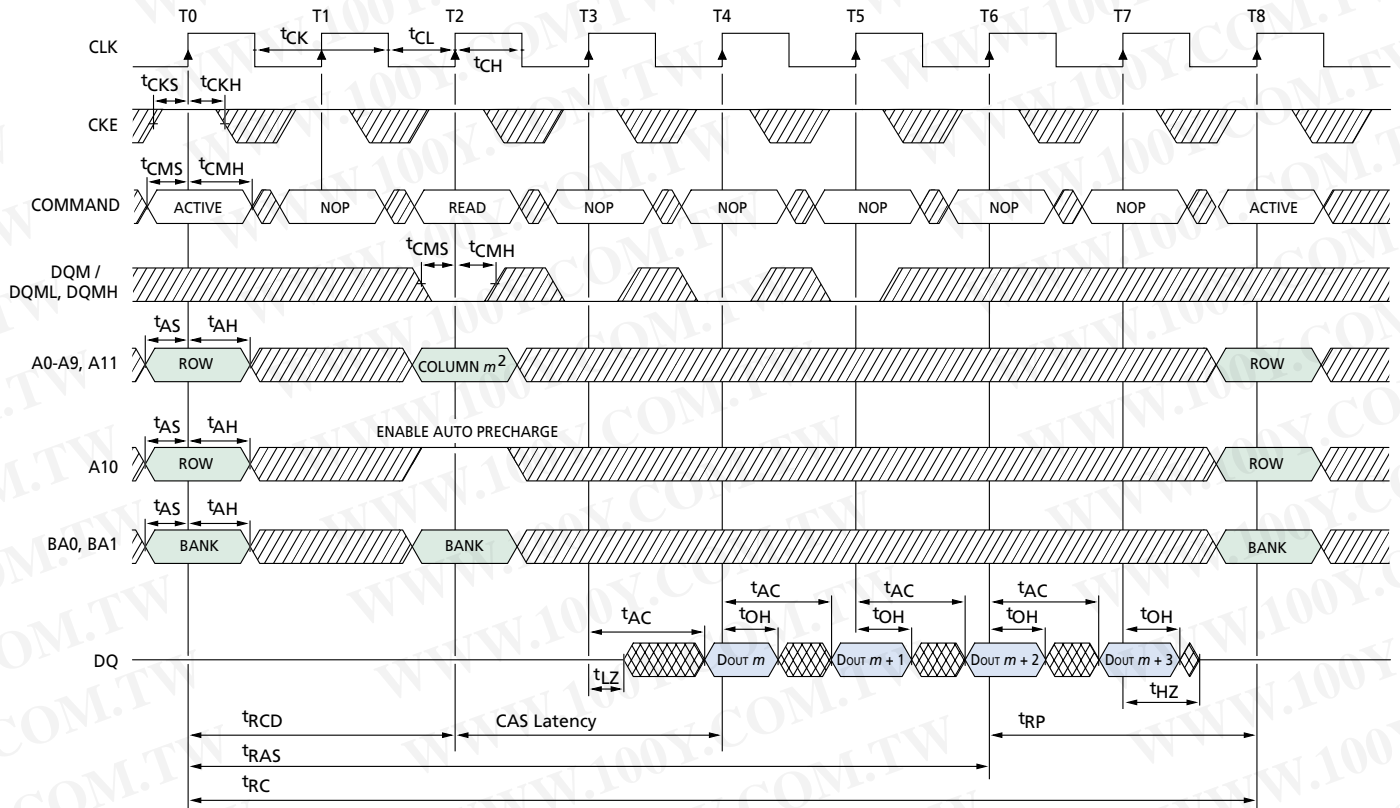 T0 T1 T2 T3 T4 T5 T6 T7 T8
CLK
tCK tCL
tCH
tCKS tCKH
CKE
tCMS tCMH
COMMAND ACTIVE NOP READ NOP NOP NOP NOP NOP ACTIVE
tCMS tCMH
DQM /
DQML, DQMH
tAS tAH
A0-A9, A11 ROW COLUMN m2 ROW
tAS tAH
ENABLE AUTO PRECHARGE
A10 ROW ROW
tAS tAH
BA0, BA1 BANK BANK BANK
tAC tAC tAC
tAC tOH tOH tOH tOH
DQ DOUT m DOUT m + 1 DOUT m + 2 DOUT m + 3
tLZ tHZ
tRCD CAS Latency tRP
tRAS
tRC
WWW.100Y.COM.TW